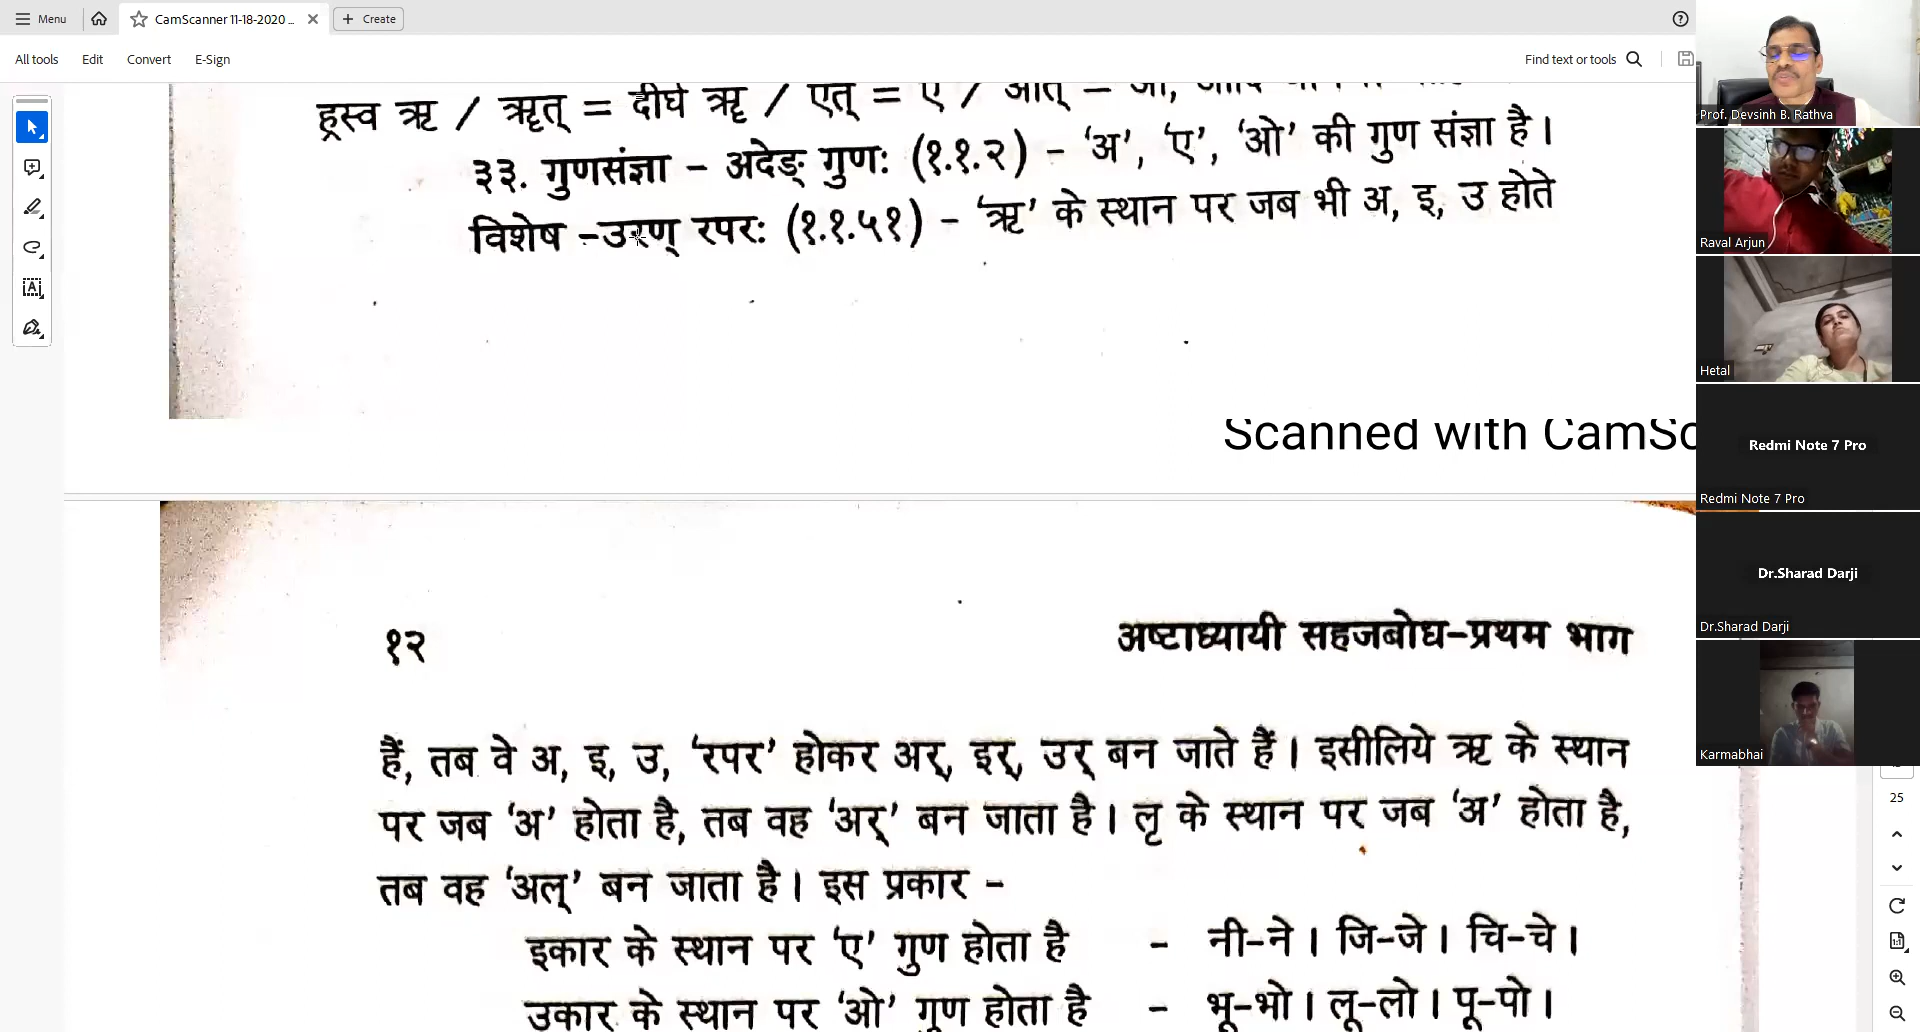 Menu
CamScanner 11-18-2020 ...
Create
All tools
Edit
Convert
E-Sign
Find text or tools
ह्रस्व ऋ / ॠत् = दीर्घ ॠ / एत् = ए / ओत् = ओ,
३३. गुणसंज्ञा - अदेङ् गुण: (१.१.२) - 'अ', 'ए', 'ओ' की गुण संज्ञा है।
विशेष -उरण् रपर: (१.१.५१) - 'ऋ' के स्थान पर जब भी अ, इ, उ होते
Scanned with CamSc
१२
अष्टाध्यायी सहजबोध-प्रथम भाग
हैं, तब वे अ, इ, उ, 'रपर' होकर अर्, इर्, उर् बन जाते हैं। इसीलिये ऋ के स्थान
पर जब 'अ' होता है, तब वह 'अर्' बन जाता है। लृ के स्थान पर जब 'अ' होता है,
तब वह 'अल्' बन जाता है। इस प्रकार -
इकार के स्थान पर 'ए' गुण होता है - नी-ने। जि-जे। चि-चे।
उकार के स्थान पर 'ओ' गुण होता है - भू-भो। लू-लो। पू-पो।
Prof. Devsinh B. Rathva
Raval Arjun
Hetal
Redmi Note 7 Pro
Redmi Note 7 Pro
Dr.Sharad Darji
Dr.Sharad Darji
Karmabhai
25